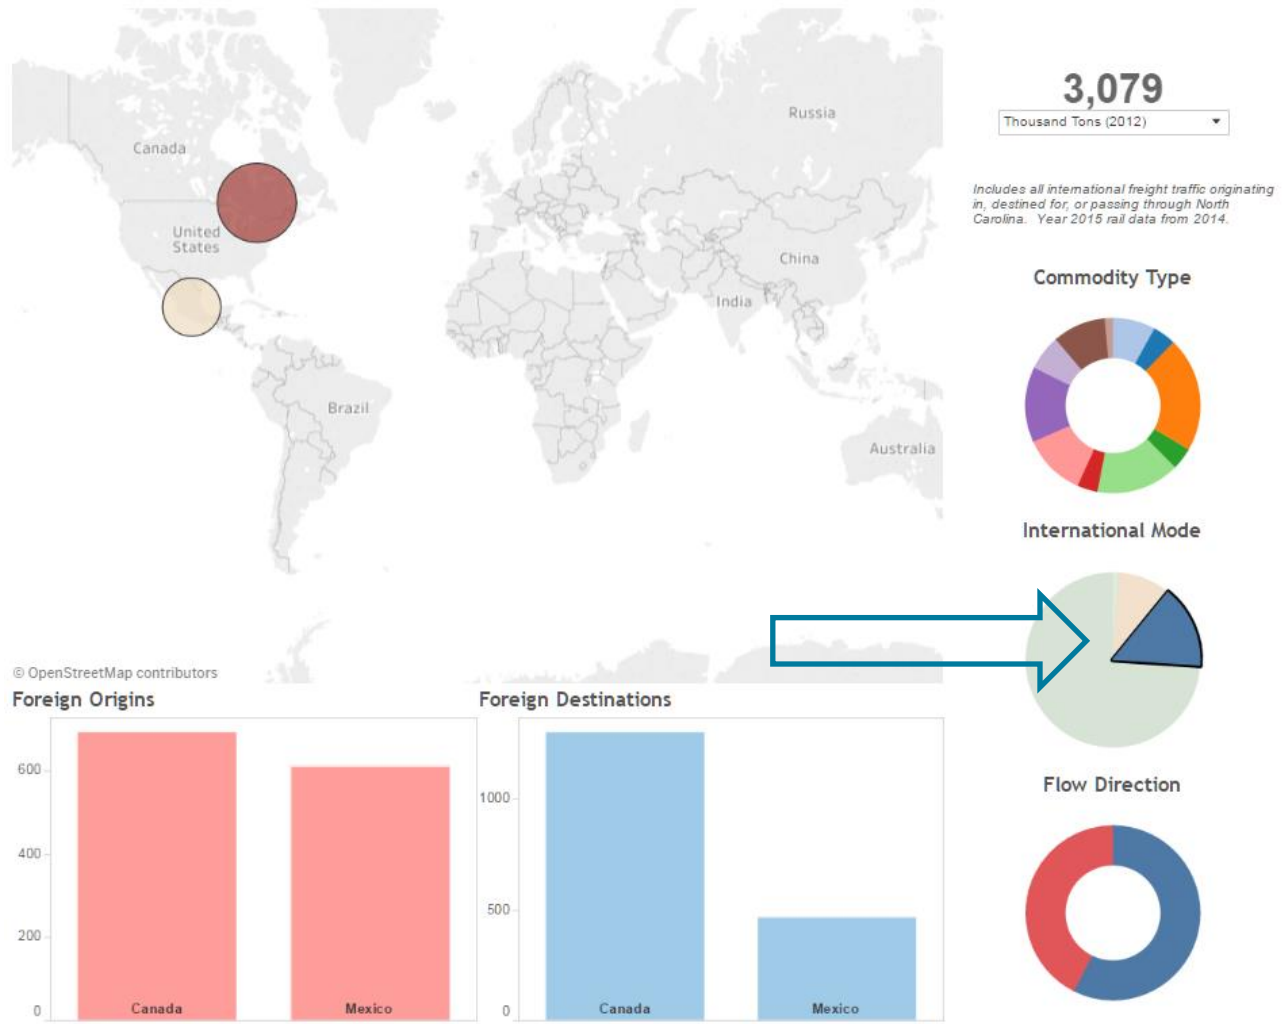 Canada
United
States
Brazil
Russia
China
India
Australia
© OpenStreetMap contributors
3,079
Thousand Tons (2012)
Includes all international freight traffic originating
in, destined for, or passing through North
Carolina. Year 2015 rail data from 2014.
Commodity Type
International Mode
Flow Direction
Foreign Origins
600
400
200
0
Canada
Mexico
Foreign Destinations
1000
500
0
Canada
Mexico